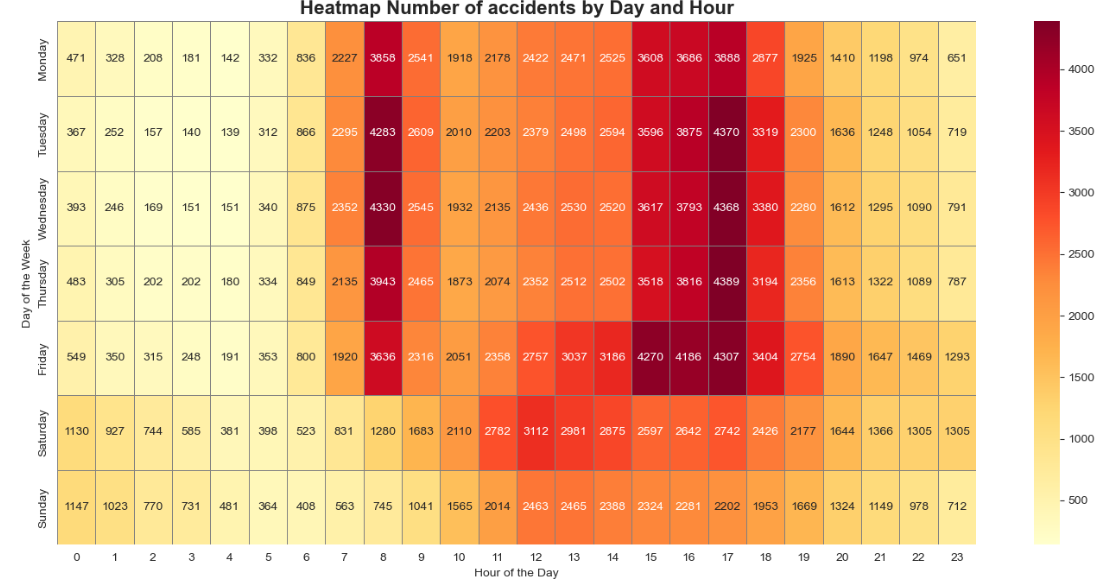 Heatmap Number of accidents by Day and Hour
Day of the Week
Monday 471 328 208 181 142 332 836 2227 3858 2541 1918 2178 2422 2471 2525 3608 3686 3888 2877 1925 1410 1198 974 651
Tuesday 367 252 157 140 139 312 866 2295 4283 2609 2010 2203 2379 2498 2594 3596 3875 4370 3319 2300 1636 1248 1054 719
Wednesday 393 246 169 151 151 340 875 2352 4330 2545 1932 2135 2436 2530 2520 3617 3793 4368 3380 2280 1612 1295 1090 791
Thursday 483 305 202 202 180 334 849 2135 3943 2465 1873 2074 2352 2512 2502 3518 3816 4389 3194 2356 1613 1322 1089 787
Friday 549 350 315 248 191 353 800 1920 3636 2316 2051 2358 2757 3037 3186 4270 4186 4307 3404 2754 1890 1647 1469 1293
Saturday 1130 927 744 585 381 398 523 831 1280 1683 2110 2782 3112 2981 2875 2597 2642 2742 2426 2177 1644 1366 1305 1305
Sunday 1147 1023 770 731 481 364 408 563 745 1041 1565 2014 2463 2465 2388 2324 2281 2202 1953 1669 1324 1149 978 712
0 1 2 3 4 5 6 7 8 9 10 11 12 13 14 15 16 17 18 19 20 21 22 23
Hour of the Day
4000
3500
3000
2500
2000
1500
1000
500